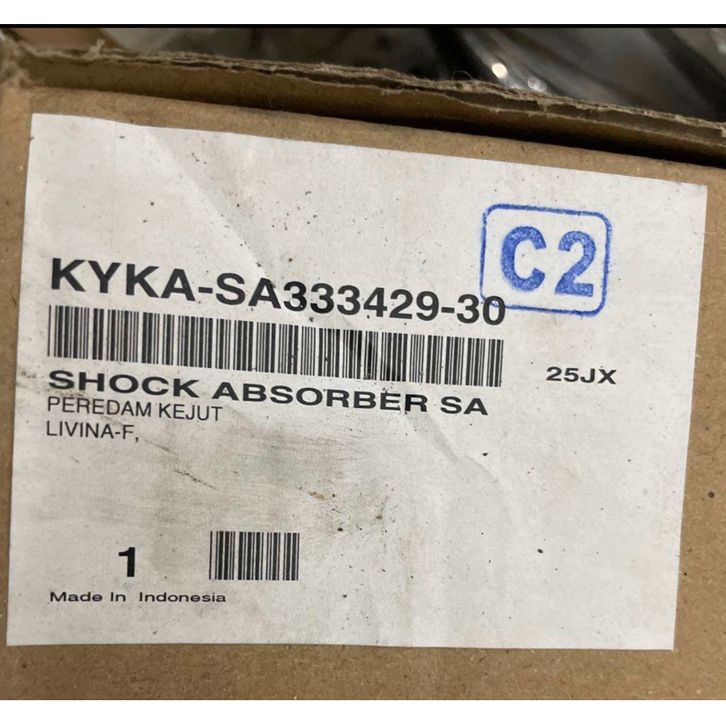 C2
KYKA-SA333429-30
25JX
SHOCK ABSORBER SA
PEREDAM KEJUT
LIVINA-F,
1
Made In Indonesia